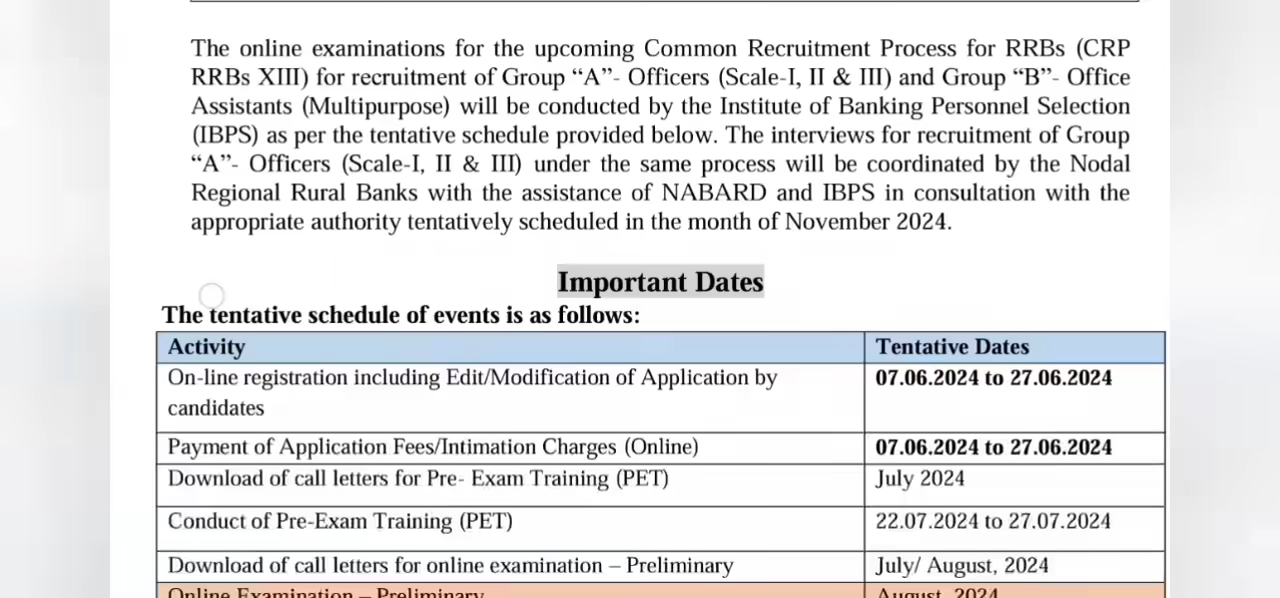 The online examinations for the upcoming Common Recruitment Process for RRBs (CRP
RRBs XIII) for recruitment of Group “A”- Officers (Scale-I, II & III) and Group “B”- Office
Assistants (Multipurpose) will be conducted by the Institute of Banking Personnel Selection
(IBPS) as per the tentative schedule provided below. The interviews for recruitment of Group
“A”- Officers (Scale-I, II & III) under the same process will be coordinated by the Nodal
Regional Rural Banks with the assistance of NABARD and IBPS in consultation with the
appropriate authority tentatively scheduled in the month of November 2024.
Important Dates
The tentative schedule of events is as follows:
Activity Tentative Dates
On-line registration including Edit/Modification of Application by 07.06.2024 to 27.06.2024
candidates
Payment of Application Fees/Intimation Charges (Online) 07.06.2024 to 27.06.2024
Download of call letters for Pre- Exam Training (PET) July 2024
Conduct of Pre-Exam Training (PET) 22.07.2024 to 27.07.2024
Download of call letters for online examination – Preliminary July/ August, 2024
Online Examination – Preliminary August, 2024